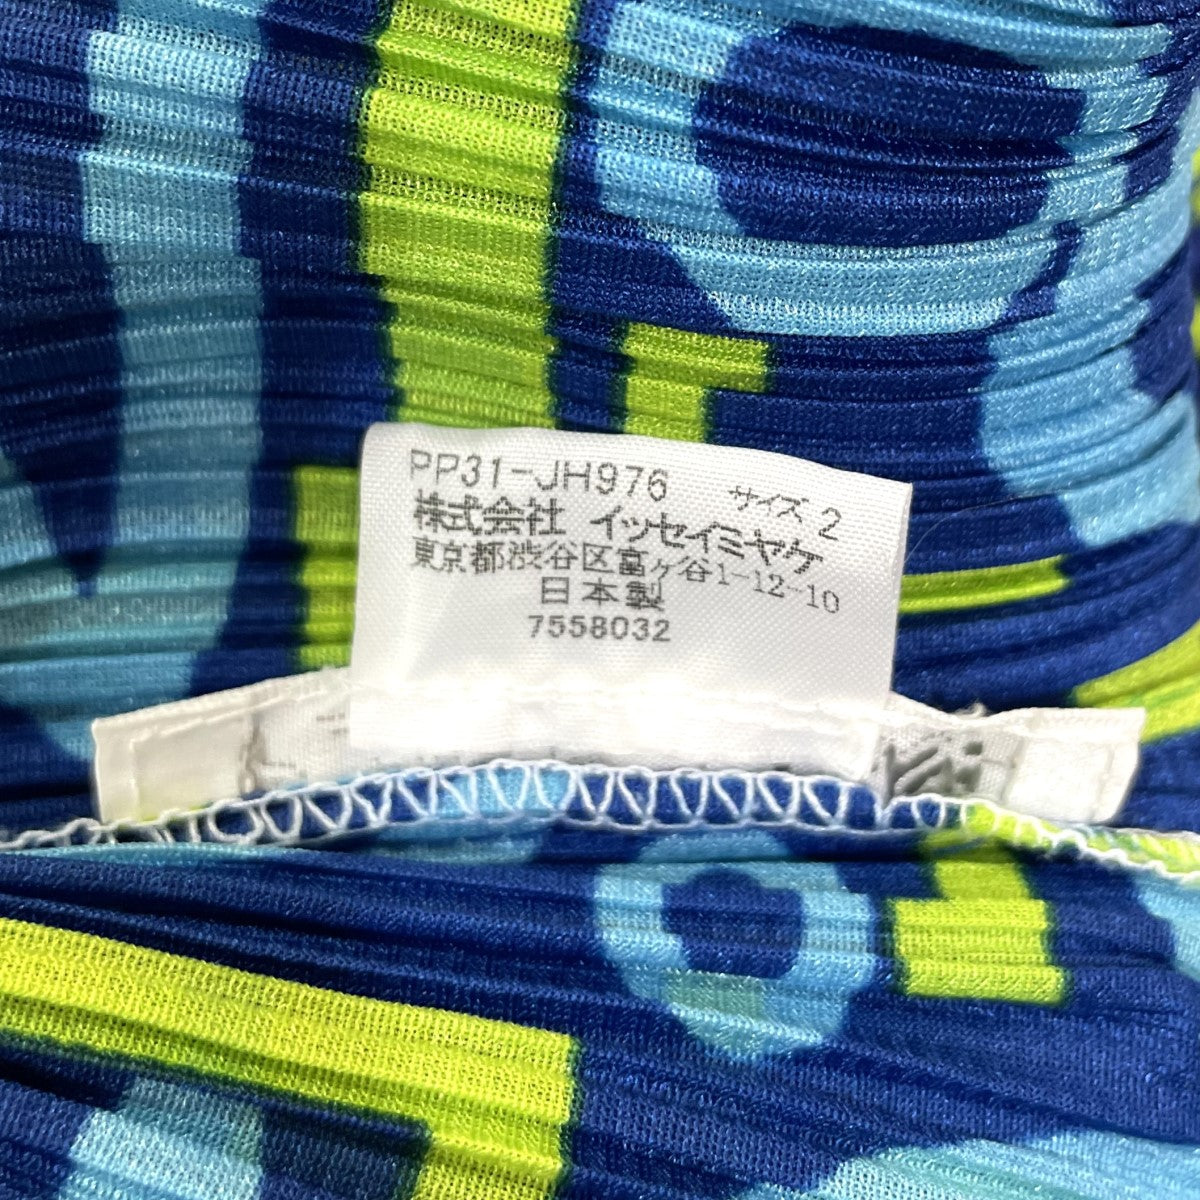 PP31-JH976 サイズ 2
株式会社 イッセイミヤケ
東京都渋谷区富ヶ谷1-12-10
日本製
7558032